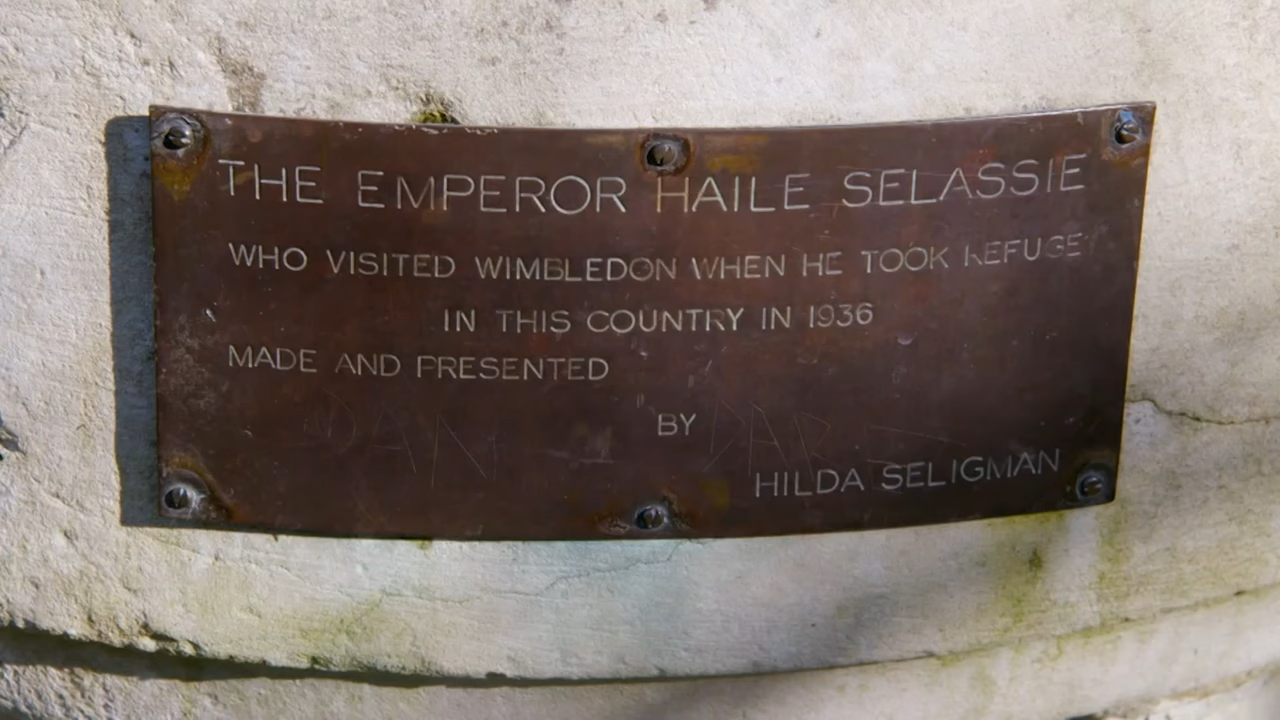 THE EMPEROR HAILE SELASSIE
WHO VISITED WIMBLEDON WHEN HE TOOK REFUGE
IN THIS COUNTRY IN 1936
MADE AND PRESENTED
BY
HILDA SELIGMAN
DAN